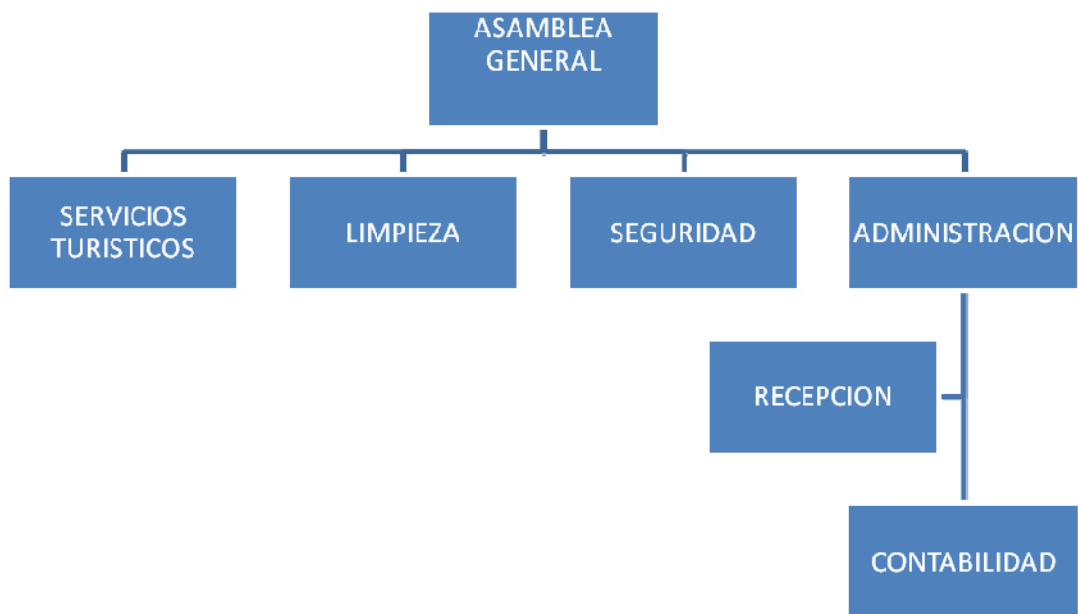 ASAMBLEA
GENERAL
SERVICIOS
TURISTICOS
LIMPIEZA
SEGURIDAD
ADMINISTRACION
RECEPCION
CONTABILIDAD